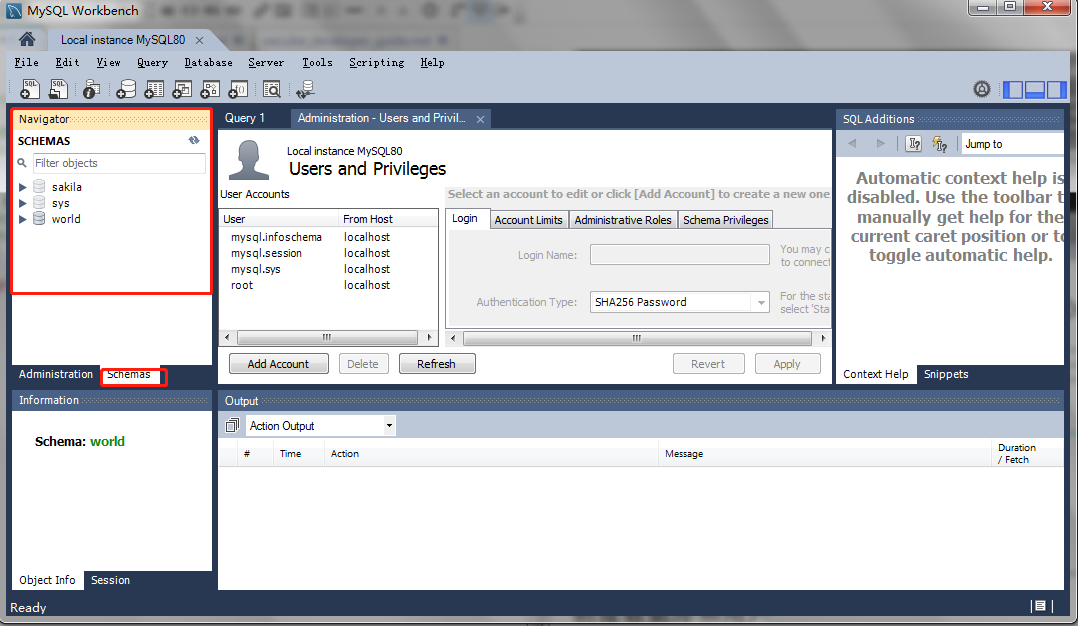 MySQL Workbench
Local instance MySQL80
File Edit View Query Database Server Tools Scripting Help
Navigator
SCHEMAS
Filter objects
sakila
sys
world
Administration Schemas
Information
Schema: world
Object Info Session
Query 1 Administration - Users and Privil...
Local instance MySQL80
Users and Privileges
User Accounts
User From Host
mysql.infoschema localhost
mysql.session localhost
mysql.sys localhost
root localhost
Add Account Delete Refresh
Select an account to edit or click [Add Account] to create a new one
Login Account Limits Administrative Roles Schema Privileges
Login Name:
You may c
to connect
Authentication Type: SHA256 Password
For the sta
select 'Sta
Revert Apply
SQL Additions
Jump to
Automatic context help is
disabled. Use the toolbar t
manually get help for the
current caret position or to
toggle automatic help.
Context Help Snippets
Output
Action Output
# Time Action Message Duration
/ Fetch
Ready